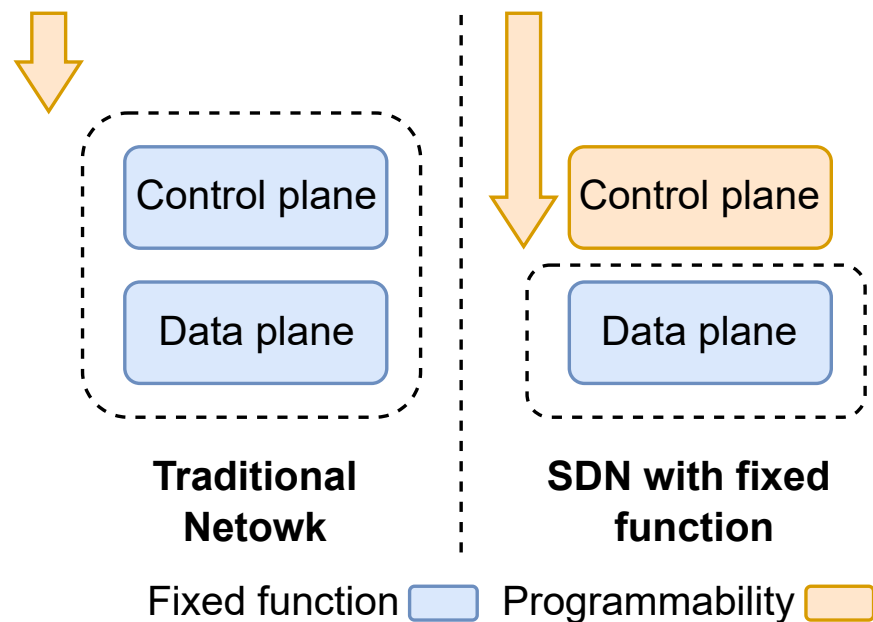 Control plane
Data plane
Traditional
Netowk
Control plane
Data plane
SDN with fixed
function
Fixed function
Programmability